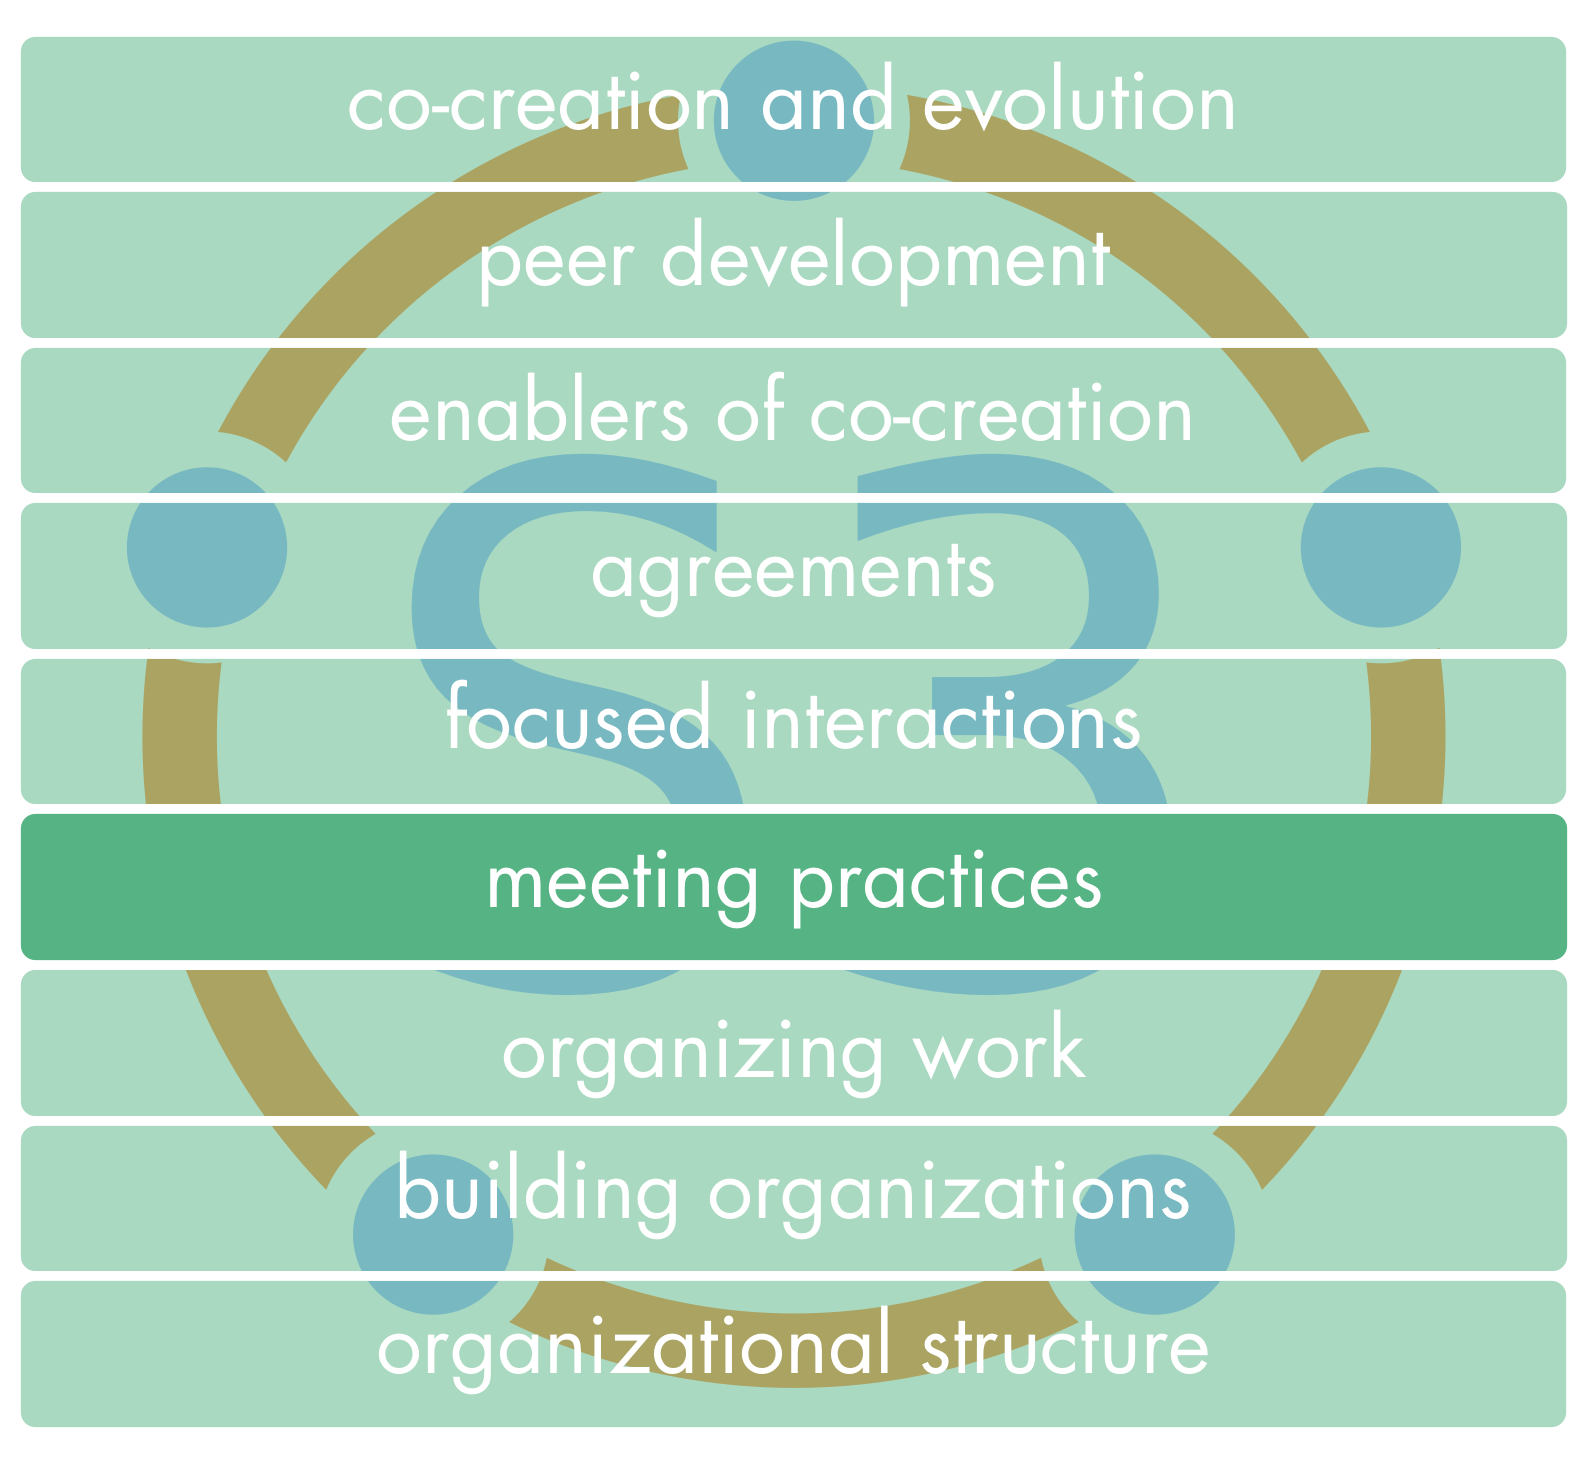 co-creation and evolution
peer development
enablers of co-creation
agreements
S3
focused interactions
meeting practices
organizing work
building organizations
organizational structure